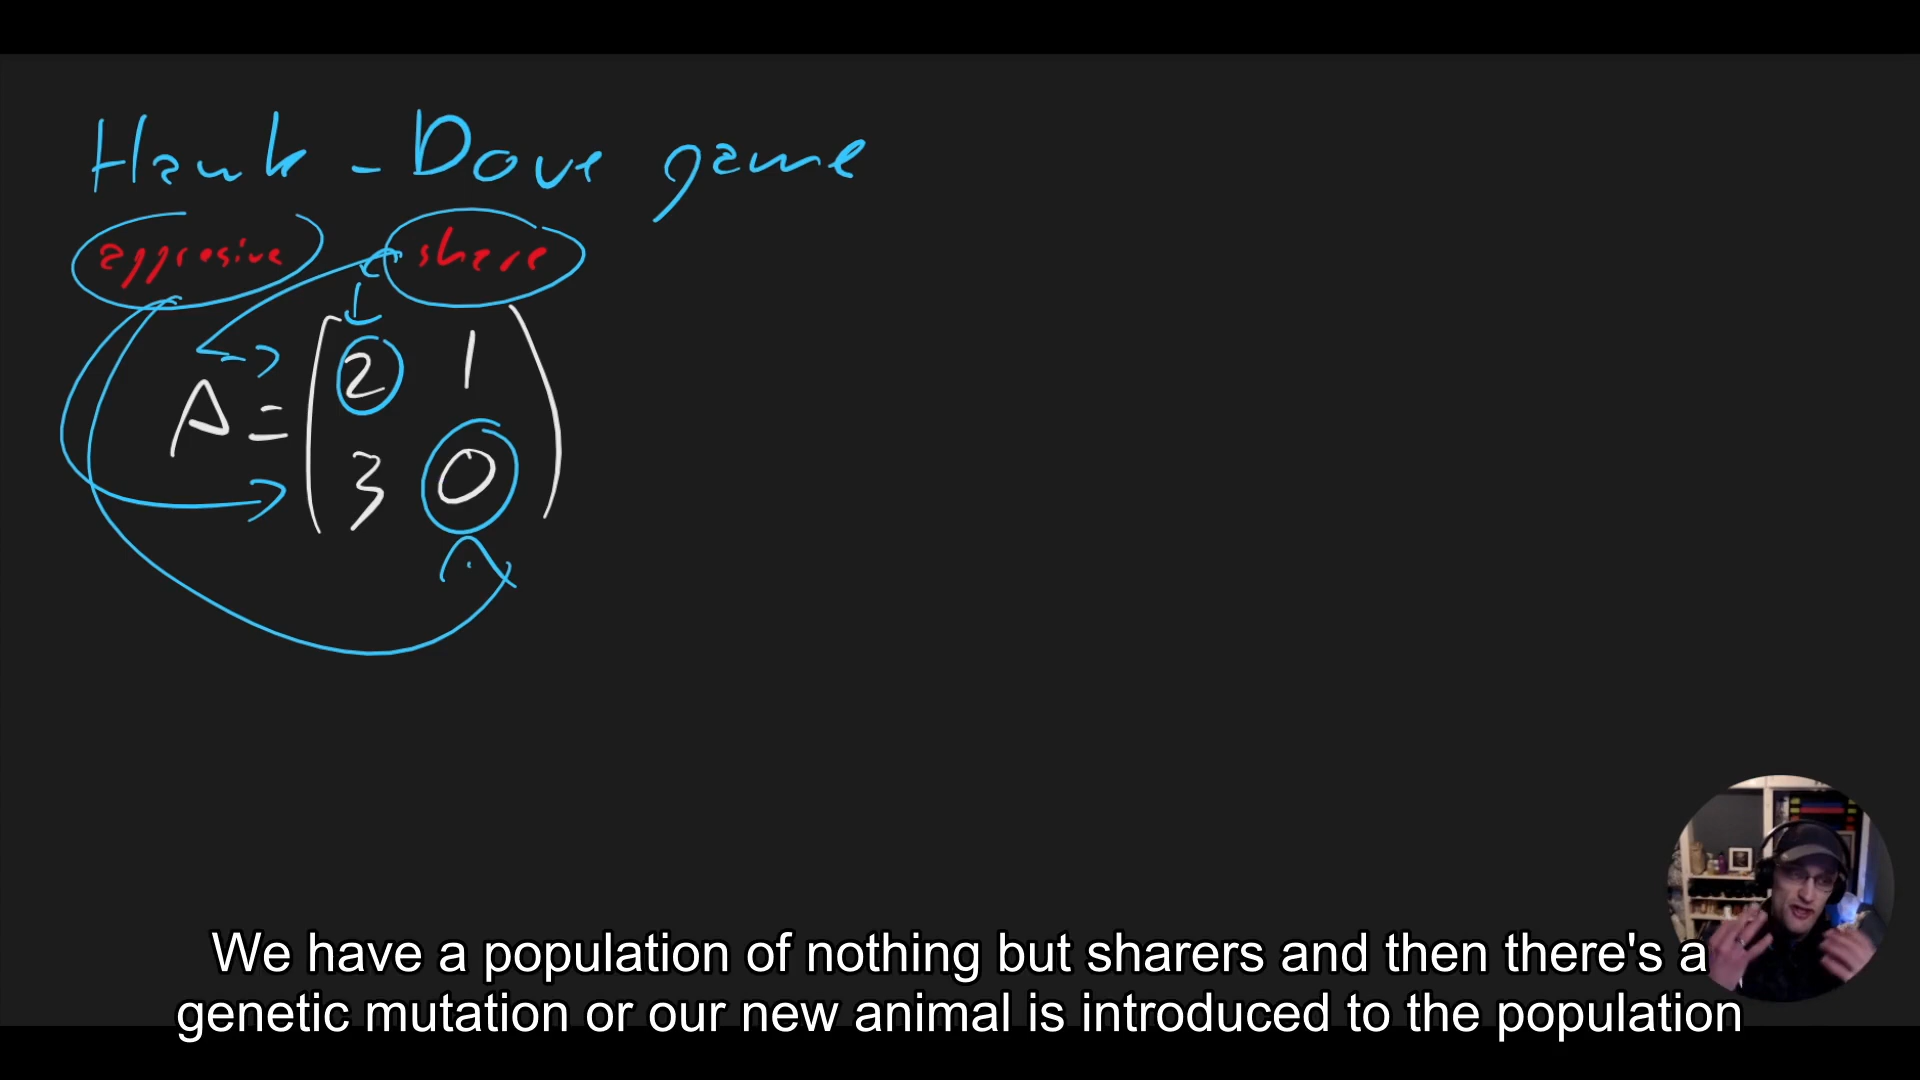 Hawk - Dove game
aggresive share
A = ( 2 1
3 0 )
We have a population of nothing but sharers and then there's a
genetic mutation or our new animal is introduced to the population